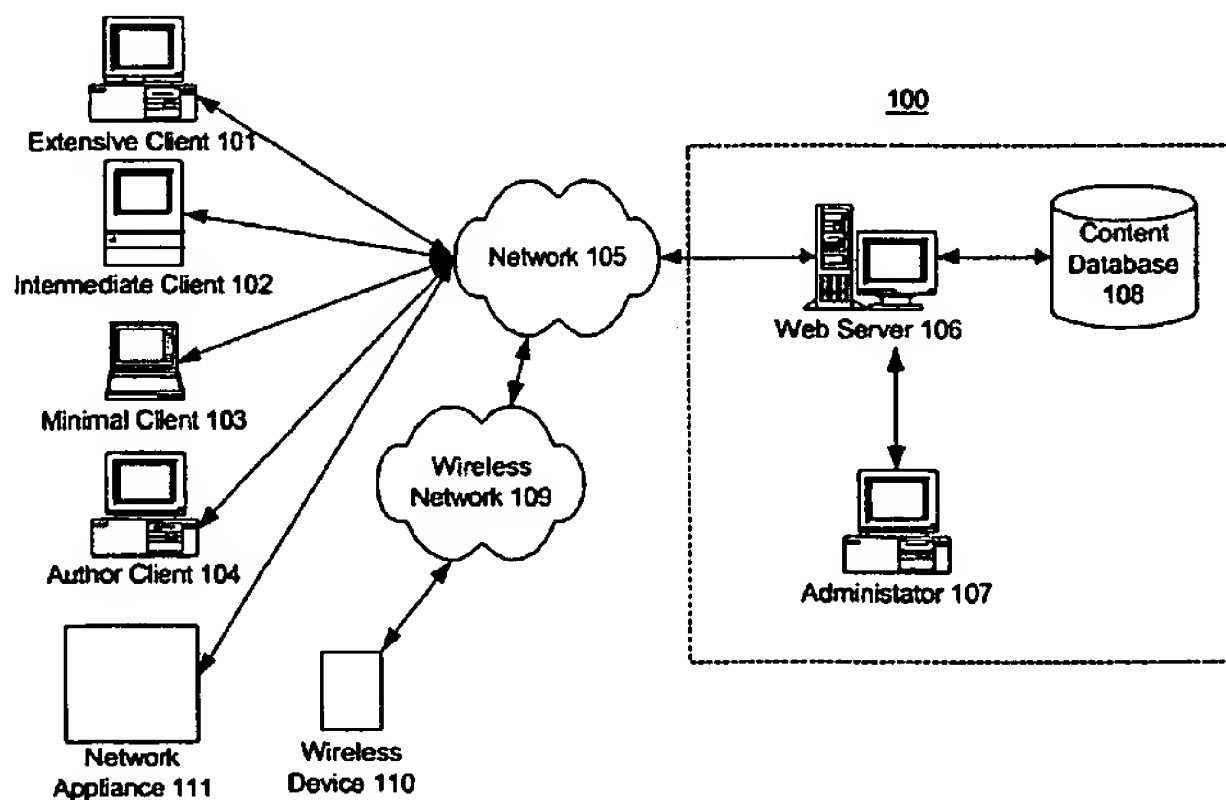 100
Extensive Client 101
Intermediate Client 102
Minimal Client 103
Author Client 104
Network
Appliance 111
Network 105
Wireless
Network 109
Wireless
Device 110
Web Server 106
Content
Database
108
Administator 107